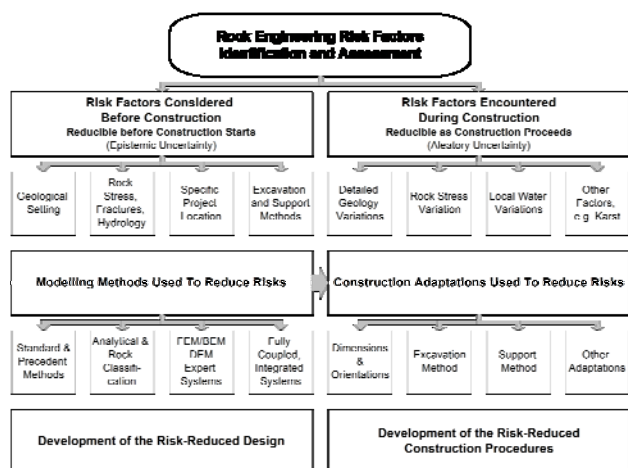 Rock Engineering Risk Factors
Identification and Assessment
Risk Factors Considered
Before Construction
Reducible before Construction Starts
(Epistemic Uncertainty)
Risk Factors Encountered
During Construction
Reducible as Construction Proceeds
(Aleatory Uncertainty)
Geological
Setting
Rock
Stress,
Fractures,
Hydrology
Specific
Project
Location
Excavation
and Support
Methods
Detailed
Geology
Variations
Rock Stress
Variation
Local Water
Variations
Other
Factors,
e.g. Karst
Modelling Methods Used To Reduce Risks
Construction Adaptations Used To Reduce Risks
Standard &
Precedent
Methods
Analytical &
Rock
Classifi-
cation
FEM/BEM
DEM
Expert
Systems
Fully
Coupled,
Integrated
Systems
Dimensions
&
Orientations
Excavation
Method
Support
Method
Other
Adaptations
Development of the Risk-Reduced Design
Development of the Risk-Reduced
Construction Procedures